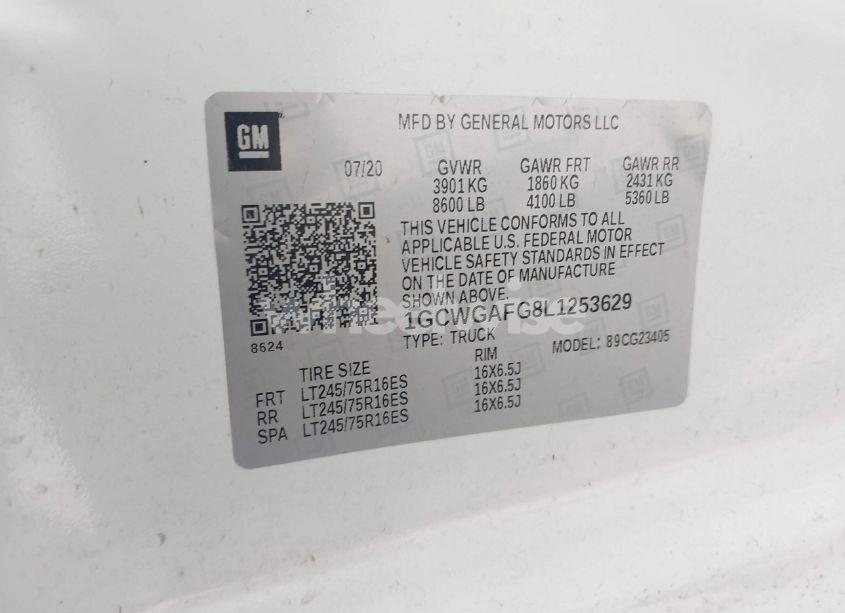 GM
MFD BY GENERAL MOTORS LLC
07/20 GVWR GAWR FRT GAWR RR
3901 KG 1860 KG 2431 KG
8600 LB 4100 LB 5360 LB
THIS VEHICLE CONFORMS TO ALL
APPLICABLE U.S. FEDERAL MOTOR
VEHICLE SAFETY STANDARDS IN EFFECT
ON THE DATE OF MANUFACTURE
SHOWN ABOVE.
1GCWGAFG8L1253629
8624
TYPE: TRUCK MODEL: 89CG23405
TIRE SIZE RIM
FRT LT245/75R16ES 16X6.5J
RR LT245/75R16ES 16X6.5J
SPA LT245/75R16ES 16X6.5J